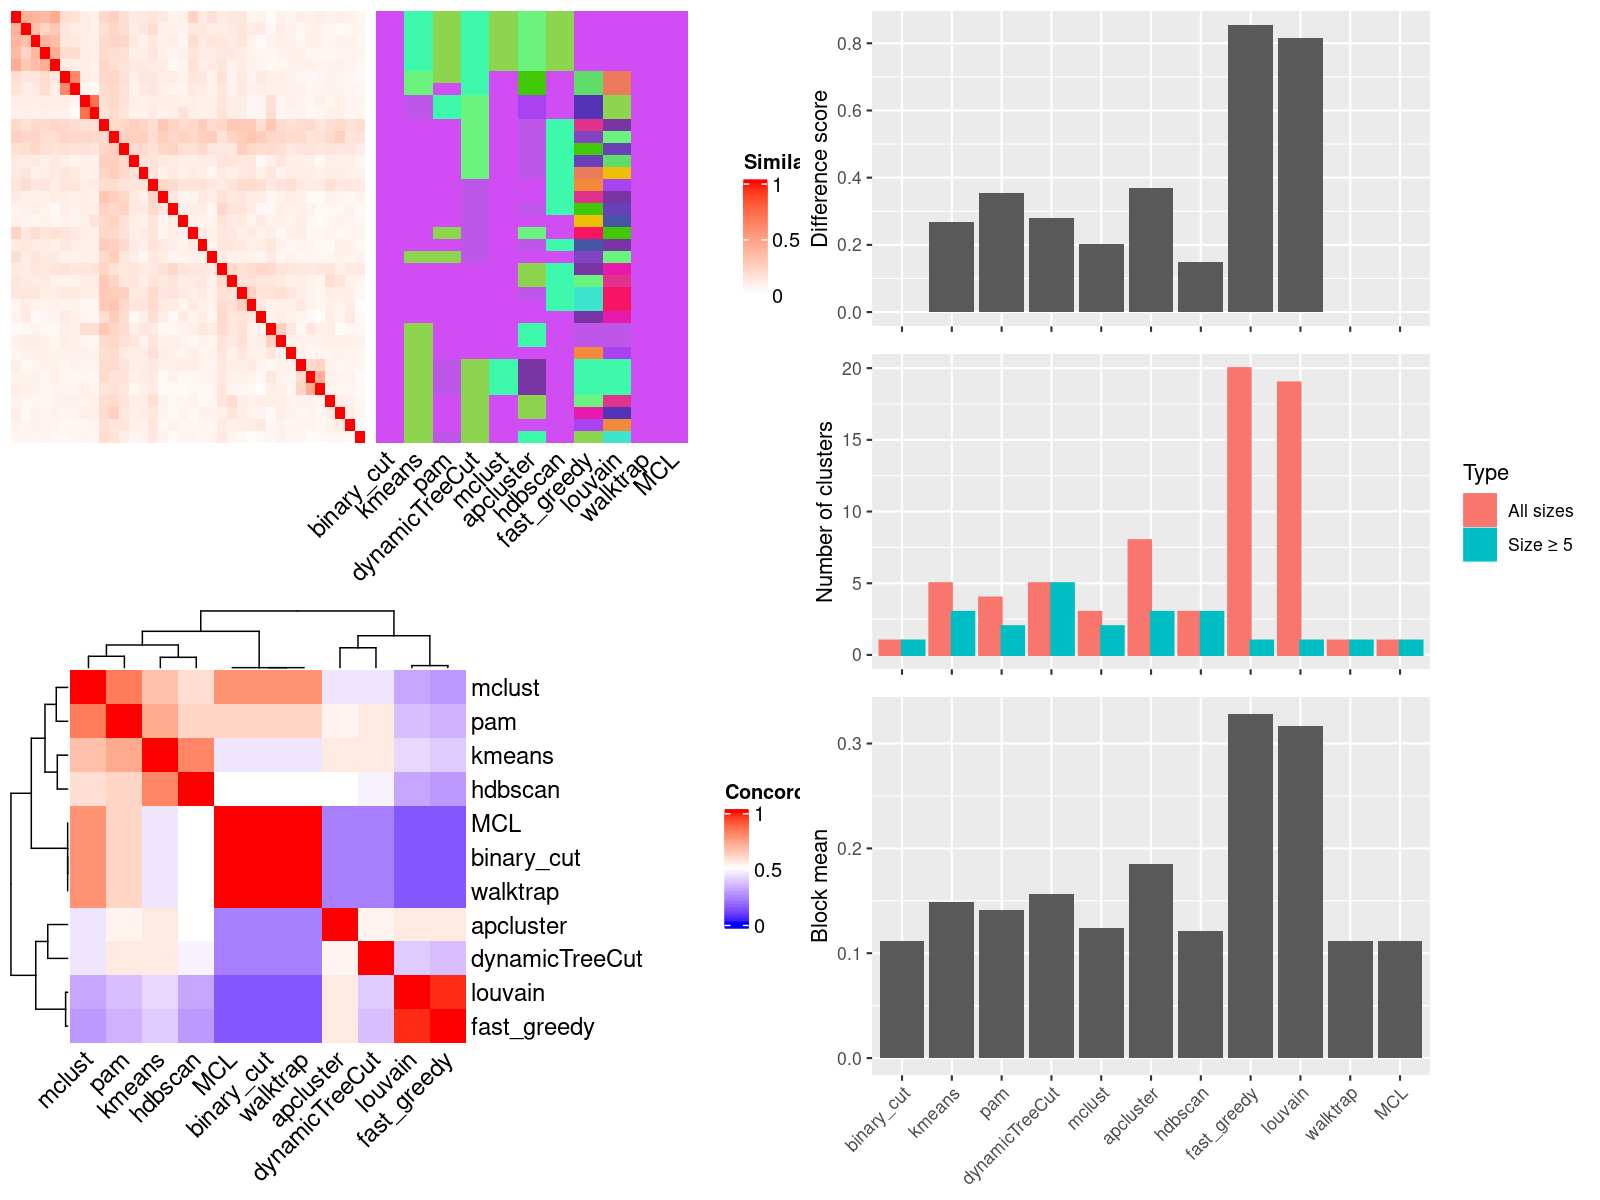 Simila
1
0.5
0
binary_cut
kmeans
pam
dynamicTreeCut
mclust
apcluster
hdbscan
fast_greedy
louvain
walktrap
MCL
mclust
pam
kmeans
hdbscan
MCL
binary_cut
walktrap
apcluster
dynamicTreeCut
louvain
fast_greedy
mclust
pam
kmeans
hdbscan
MCL
binary_cut
walktrap
apcluster
dynamicTreeCut
louvain
fast_greedy
Concord
1
0.5
0
Difference score
0.8
0.6
0.4
0.2
0.0
Number of clusters
20
15
10
5
0
Type
All sizes
Size ≥ 5
Block mean
0.3
0.2
0.1
0.0
binary_cut
kmeans
pam
dynamicTreeCut
mclust
apcluster
hdbscan
fast_greedy
louvain
walktrap
MCL